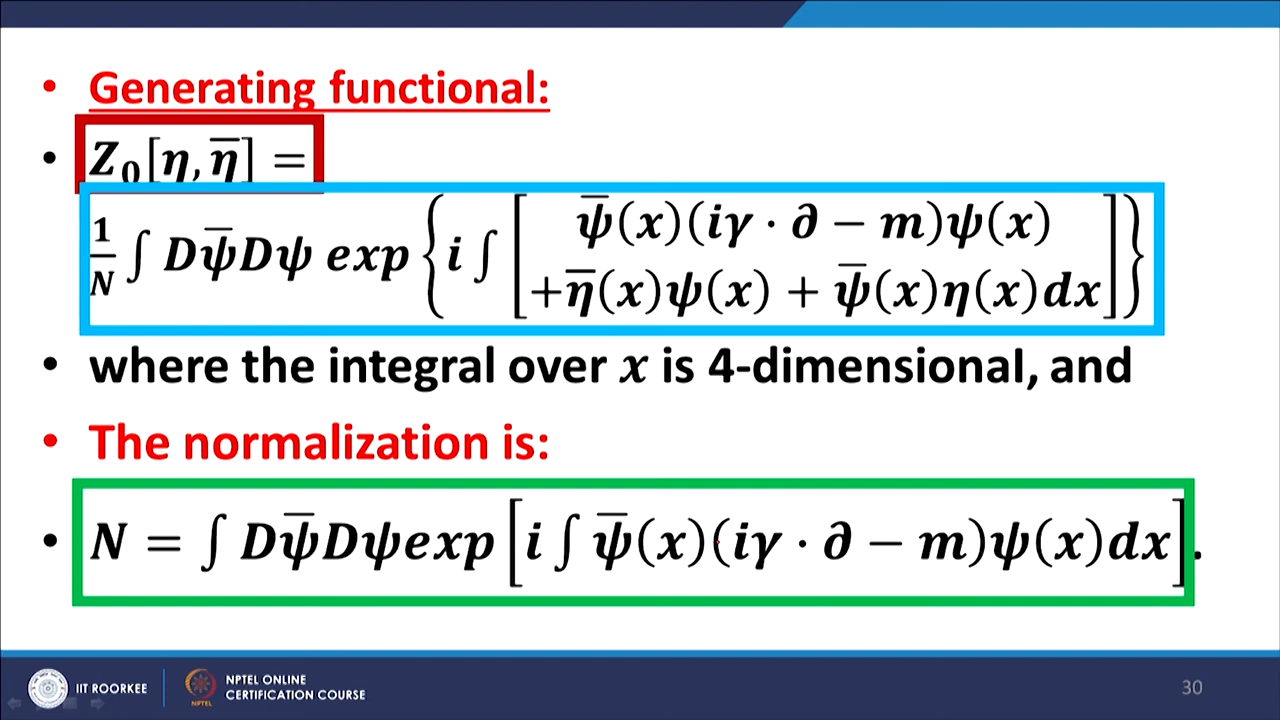 • Generating functional:
• Z₀[η, η̅] =
1/N ∫ Dψ̅Dψ exp {i ∫ [ψ̅(x)(iγ · ∂ − m)ψ(x)
+η̅(x)ψ(x) + ψ̅(x)η(x)dx]}
• where the integral over x is 4-dimensional, and
• The normalization is:
• N = ∫ Dψ̅Dψexp [i ∫ ψ̅(x)(iγ · ∂ − m)ψ(x)dx].
IIT ROORKEE
NPTEL
NPTEL ONLINE
CERTIFICATION COURSE
30